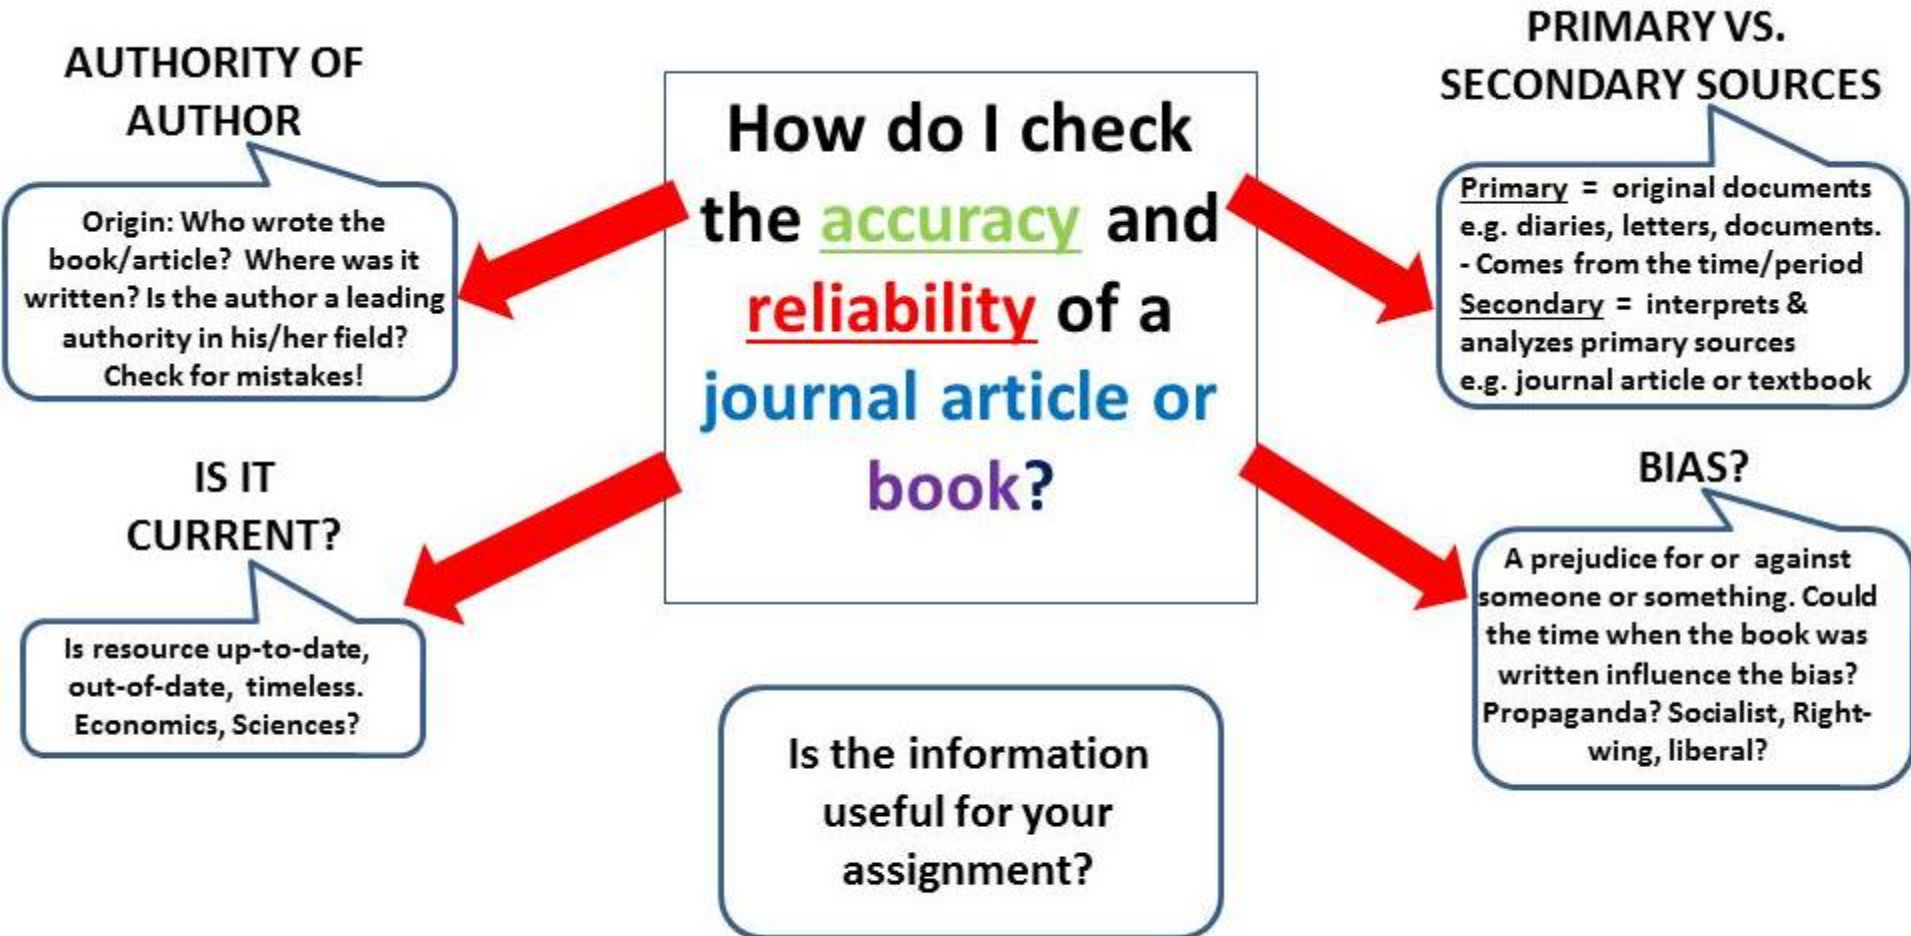 AUTHORITY OF
AUTHOR
Origin: Who wrote the
book/article? Where was it
written? Is the author a leading
authority in his/her field?
Check for mistakes!
IS IT
CURRENT?
Is resource up-to-date,
out-of-date, timeless.
Economics, Sciences?
How do I check
the accuracy and
reliability of a
journal article or
book?
Is the information
useful for your
assignment?
PRIMARY VS.
SECONDARY SOURCES
Primary = original documents
e.g. diaries, letters, documents.
- Comes from the time/period
Secondary = interprets &
analyzes primary sources
e.g. journal article or textbook
BIAS?
A prejudice for or against
someone or something. Could
the time when the book was
written influence the bias?
Propaganda? Socialist, Right-
wing, liberal?